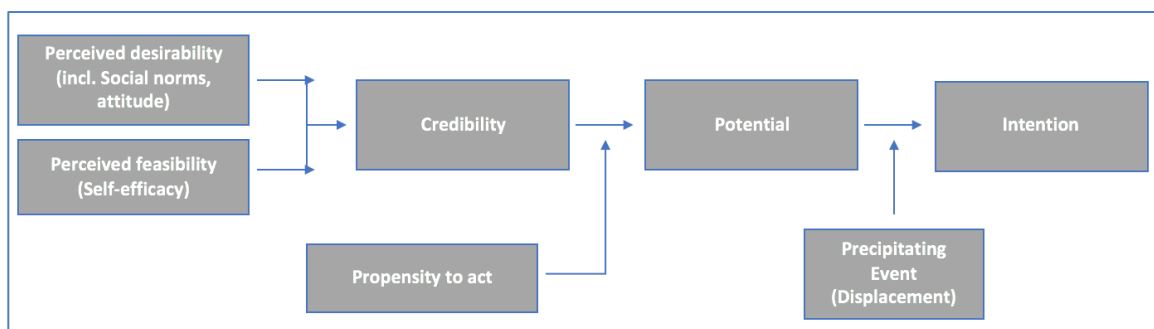 Perceived desirability
(incl. Social norms,
attitude)
Perceived feasibility
(Self-efficacy)
Credibility
Potential
Intention
Propensity to act
Precipitating
Event
(Displacement)